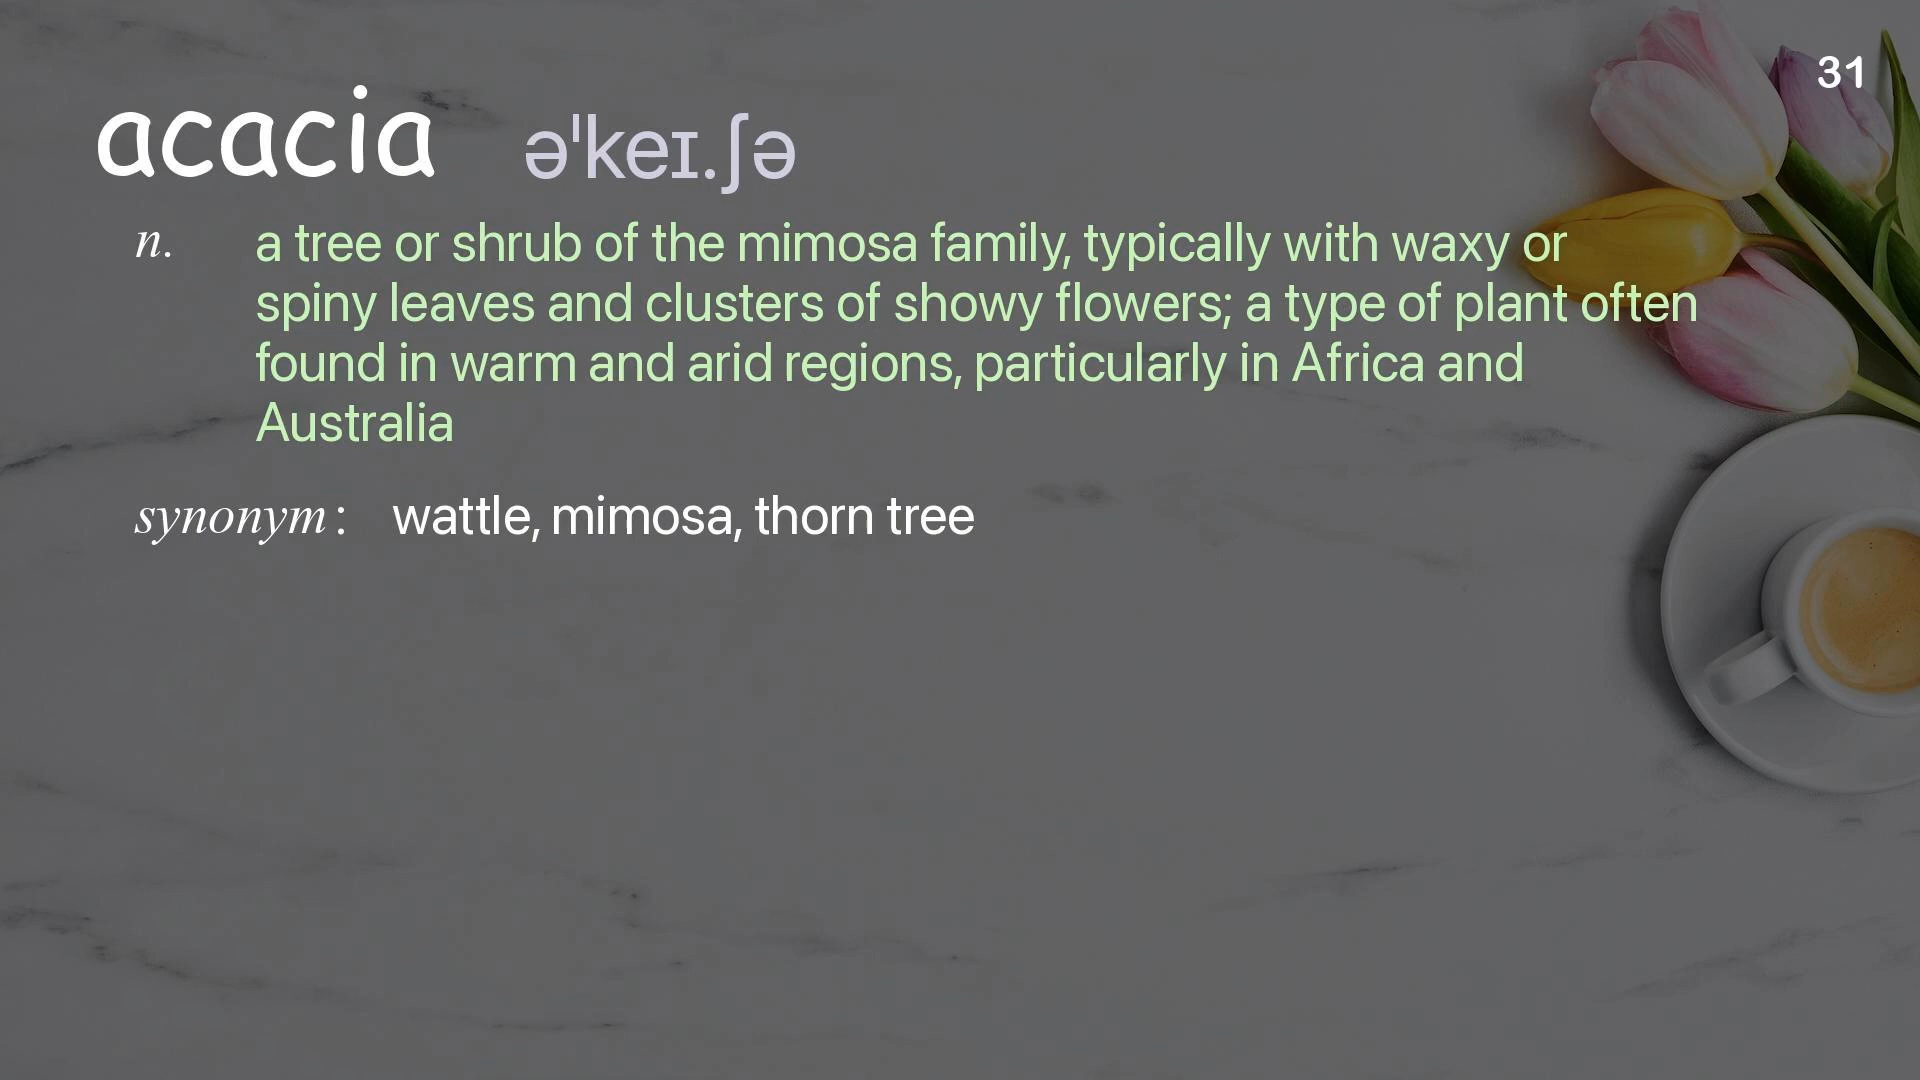 31
acacia əˈkeɪ.ʃə
n. a tree or shrub of the mimosa family, typically with waxy or
spiny leaves and clusters of showy flowers; a type of plant often
found in warm and arid regions, particularly in Africa and
Australia
synonym: wattle, mimosa, thorn tree